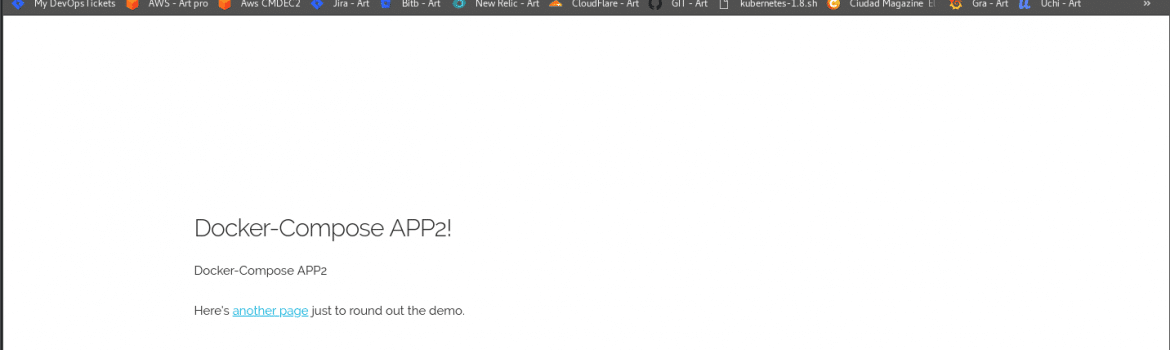 My DevOpsTickets AWS - Art pro Aws CMDEC2 Jira - Art Bitb - Art New Relic - Art CloudFlare - Art GIT - Art kubernetes-1.8.sh Ciudad Magazine Gra - Art Uchi - Art »
Docker-Compose APP2!
Docker-Compose APP2
Here's another page just to round out the demo.